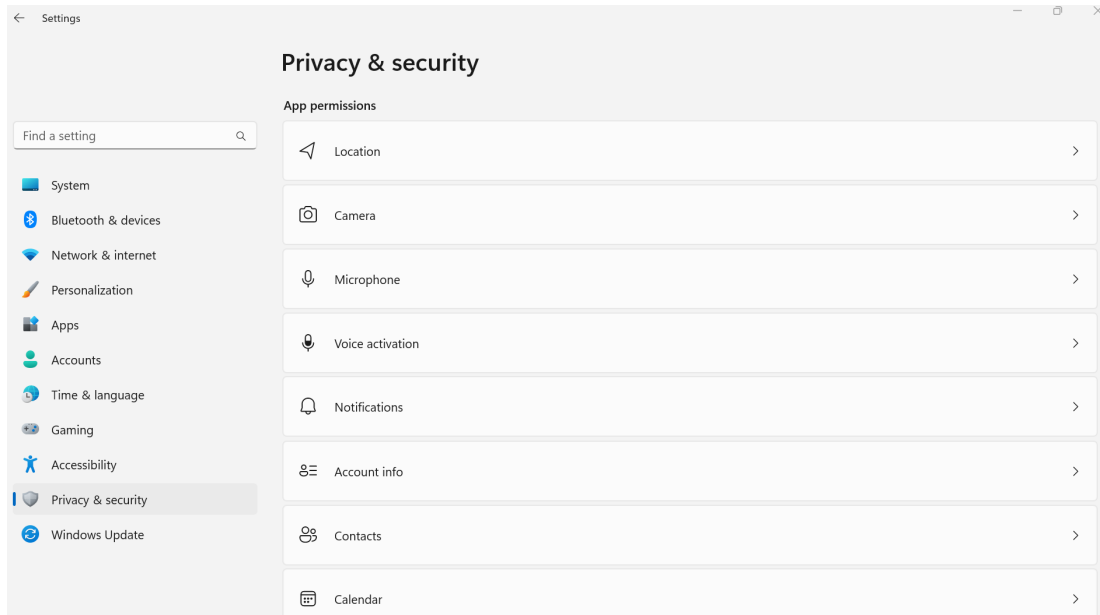 Settings
Privacy & security
App permissions
Find a setting
System
Bluetooth & devices
Network & internet
Personalization
Apps
Accounts
Time & language
Gaming
Accessibility
Privacy & security
Windows Update
Location
Camera
Microphone
Voice activation
Notifications
Account info
Contacts
Calendar